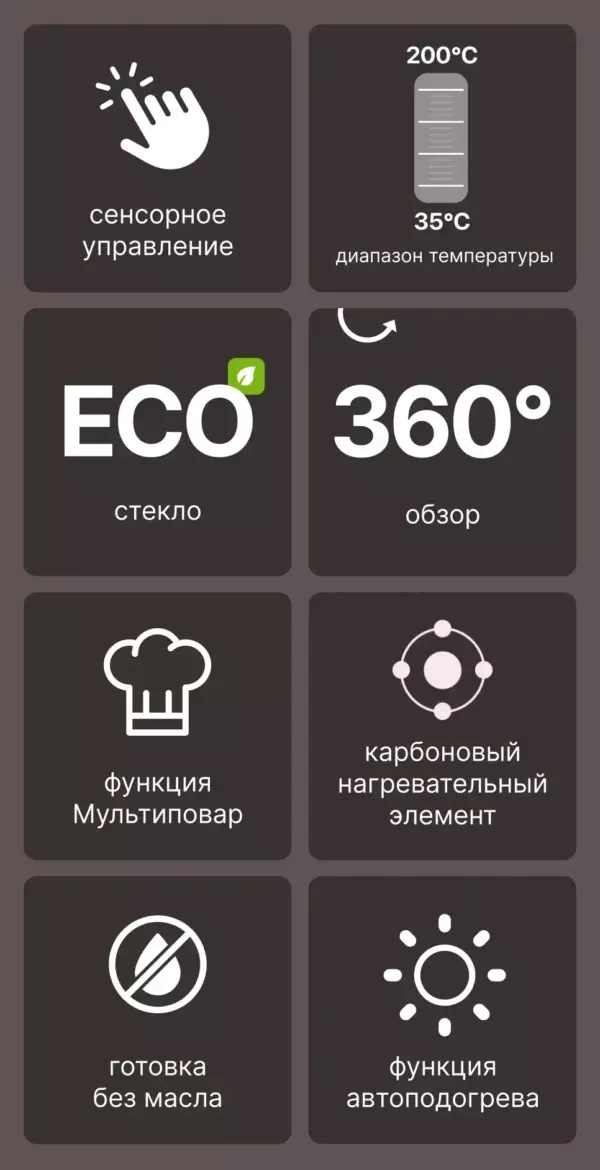 сенсорное
управление
200°C
35°C
диапазон температуры
ECO
стекло
360°
обзор
функция
Мультиповар
карбоновый
нагревательный
элемент
готовка
без масла
функция
автоподогрева